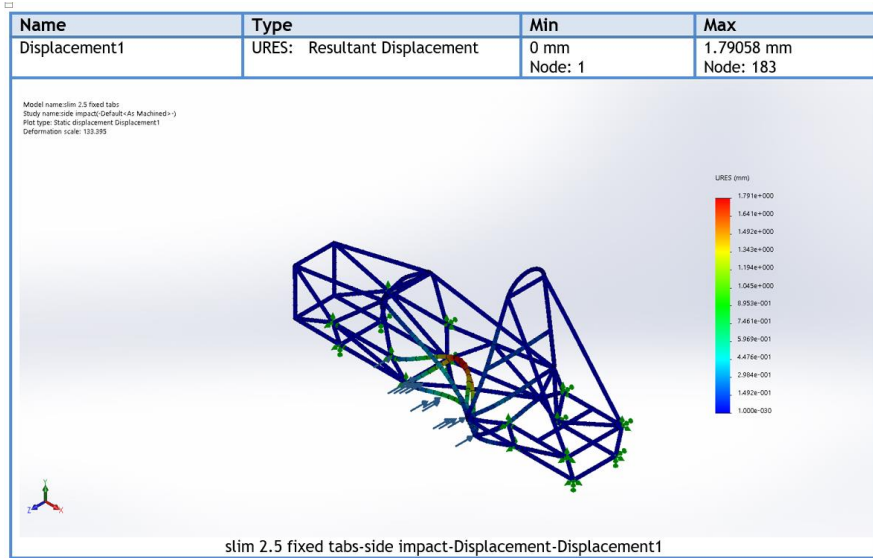 Name Type Min Max
Displacement1 URES: Resultant Displacement 0 mm 1.79058 mm
Node: 1 Node: 183
Model name:slim 2.5 fixed tabs
Study name:side impact(-Default<As Machined>-)
Plot type: Static displacement Displacement1
Deformation scale: 133.395
URES (mm)
1.791e+000
1.641e+000
1.492e+000
1.343e+000
1.194e+000
1.045e+000
8.953e-001
7.461e-001
5.969e-001
4.476e-001
2.984e-001
1.492e-001
1.000e-030
Y
Z X
slim 2.5 fixed tabs-side impact-Displacement-Displacement1